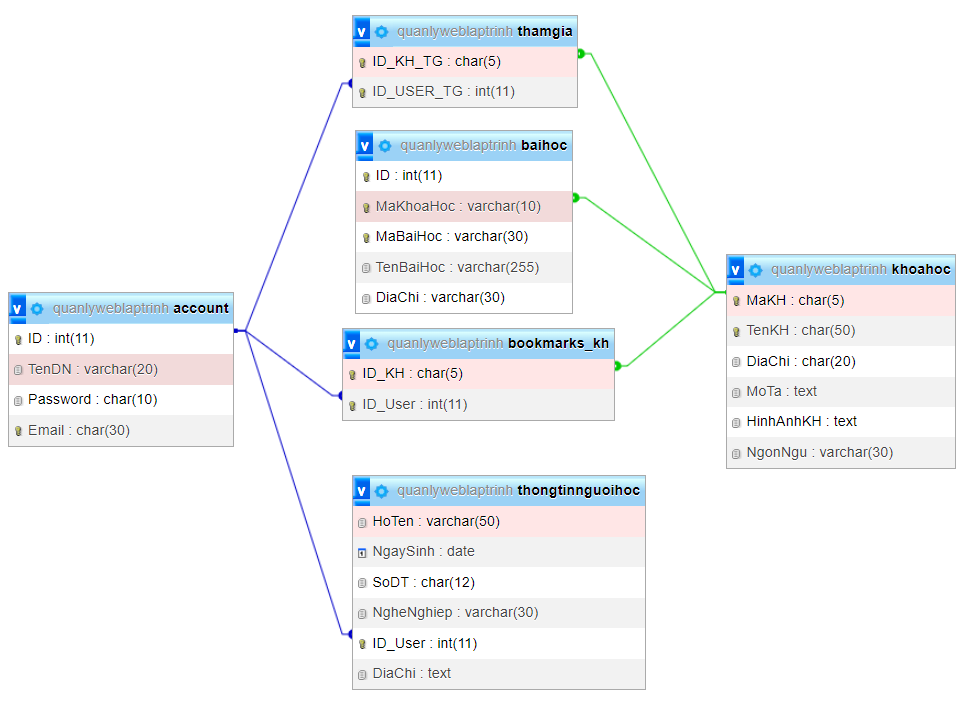 quanlyweblaptrinh thamgia
ID_KH_TG : char(5)
ID_USER_TG : int(11)
quanlyweblaptrinh baihoc
ID : int(11)
MaKhoaHoc : varchar(10)
MaBaiHoc : varchar(30)
TenBaiHoc : varchar(255)
DiaChi : varchar(30)
quanlyweblaptrinh account
ID : int(11)
TenDN : varchar(20)
Password : char(10)
Email : char(30)
quanlyweblaptrinh bookmarks_kh
ID_KH : char(5)
ID_User : int(11)
quanlyweblaptrinh khoahoc
MaKH : char(5)
TenKH : char(50)
DiaChi : char(20)
MoTa : text
HinhAnhKH : text
NgonNgu : varchar(30)
quanlyweblaptrinh thongtinnguoihoc
HoTen : varchar(50)
NgaySinh : date
SoDT : char(12)
NgheNghiep : varchar(30)
ID_User : int(11)
DiaChi : text